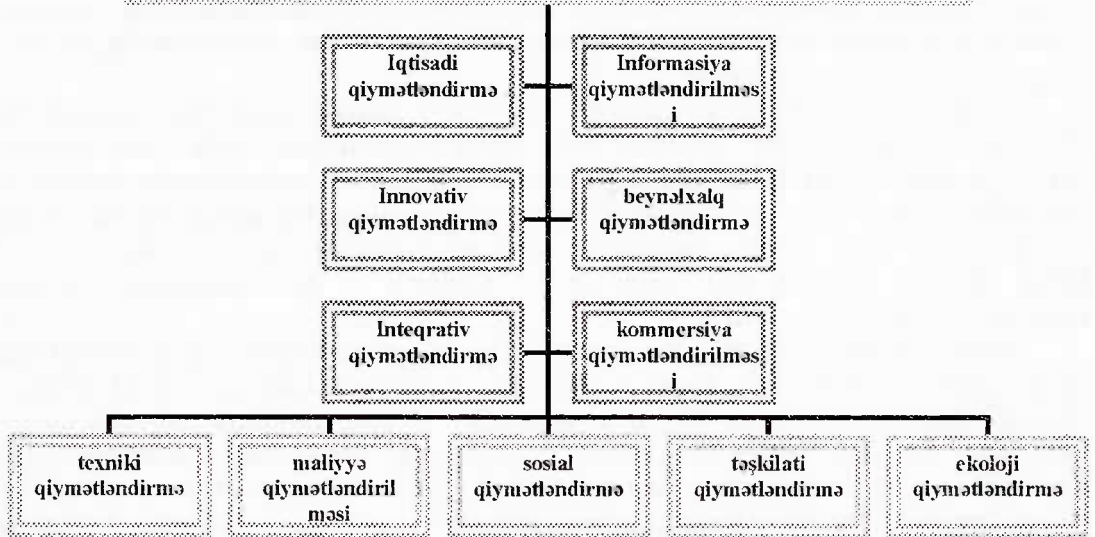 Iqtisadi
qiymətləndirmə
Informasiya
qiymətləndirilməs
i
Innovativ
qiymətləndirmə
beynəlxalq
qiymətləndirmə
Inteqrativ
qiymətləndirmə
kommersiya
qiymətləndirilməs
i
texniki
qiymətləndirmə
maliyyə
qiymətləndiril
məsi
sosial
qiymətləndirmə
təşkilati
qiymətləndirmə
ekoloji
qiymətləndirmə